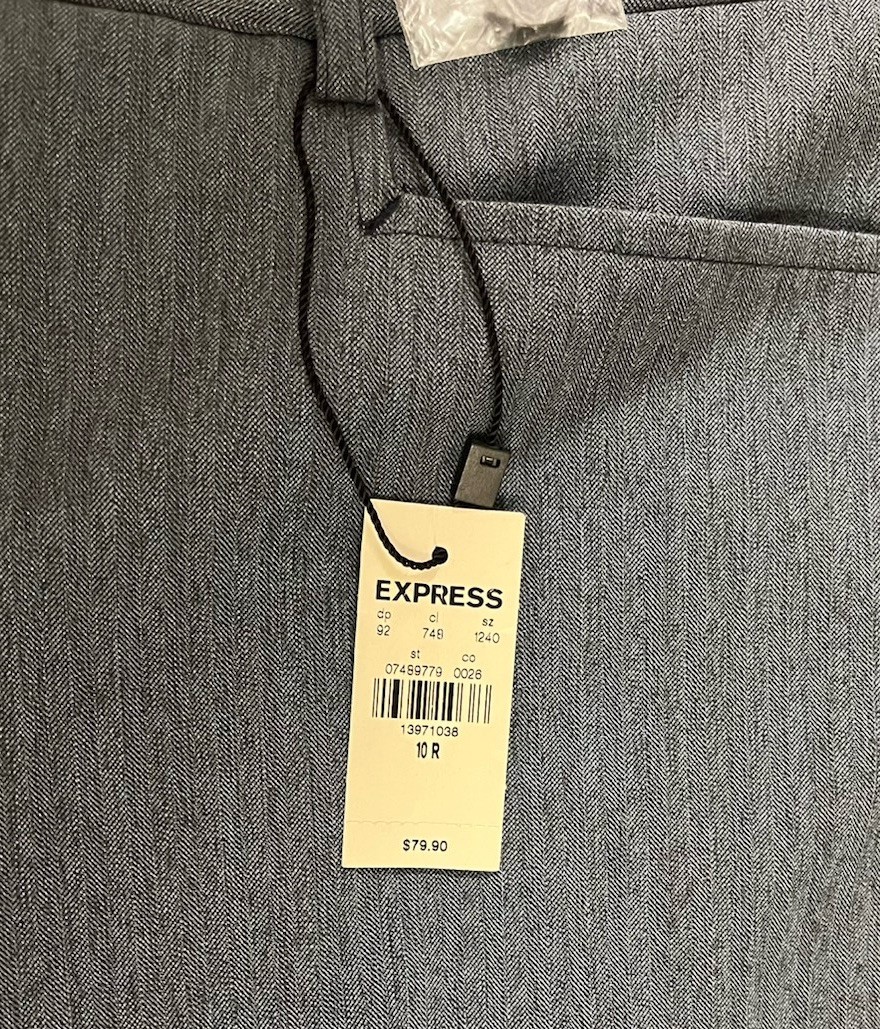 EXPRESS
dp cl sz
92 748 1240
st co
07489779 0026
13971038
10 R
$79.90